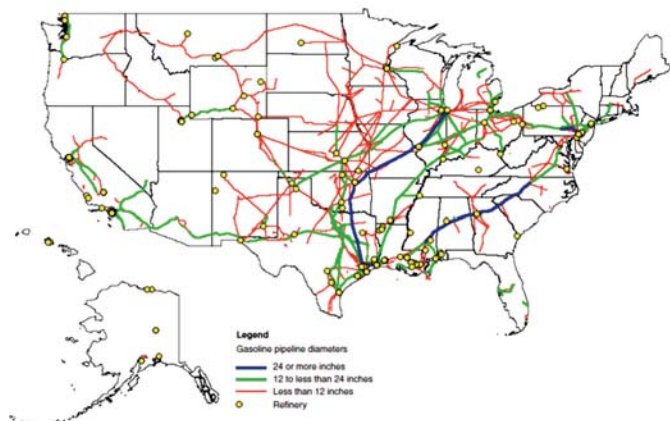 Legend
Gasoline pipeline diameters
24 or more inches
12 to less than 24 inches
Less than 12 inches
Refinery